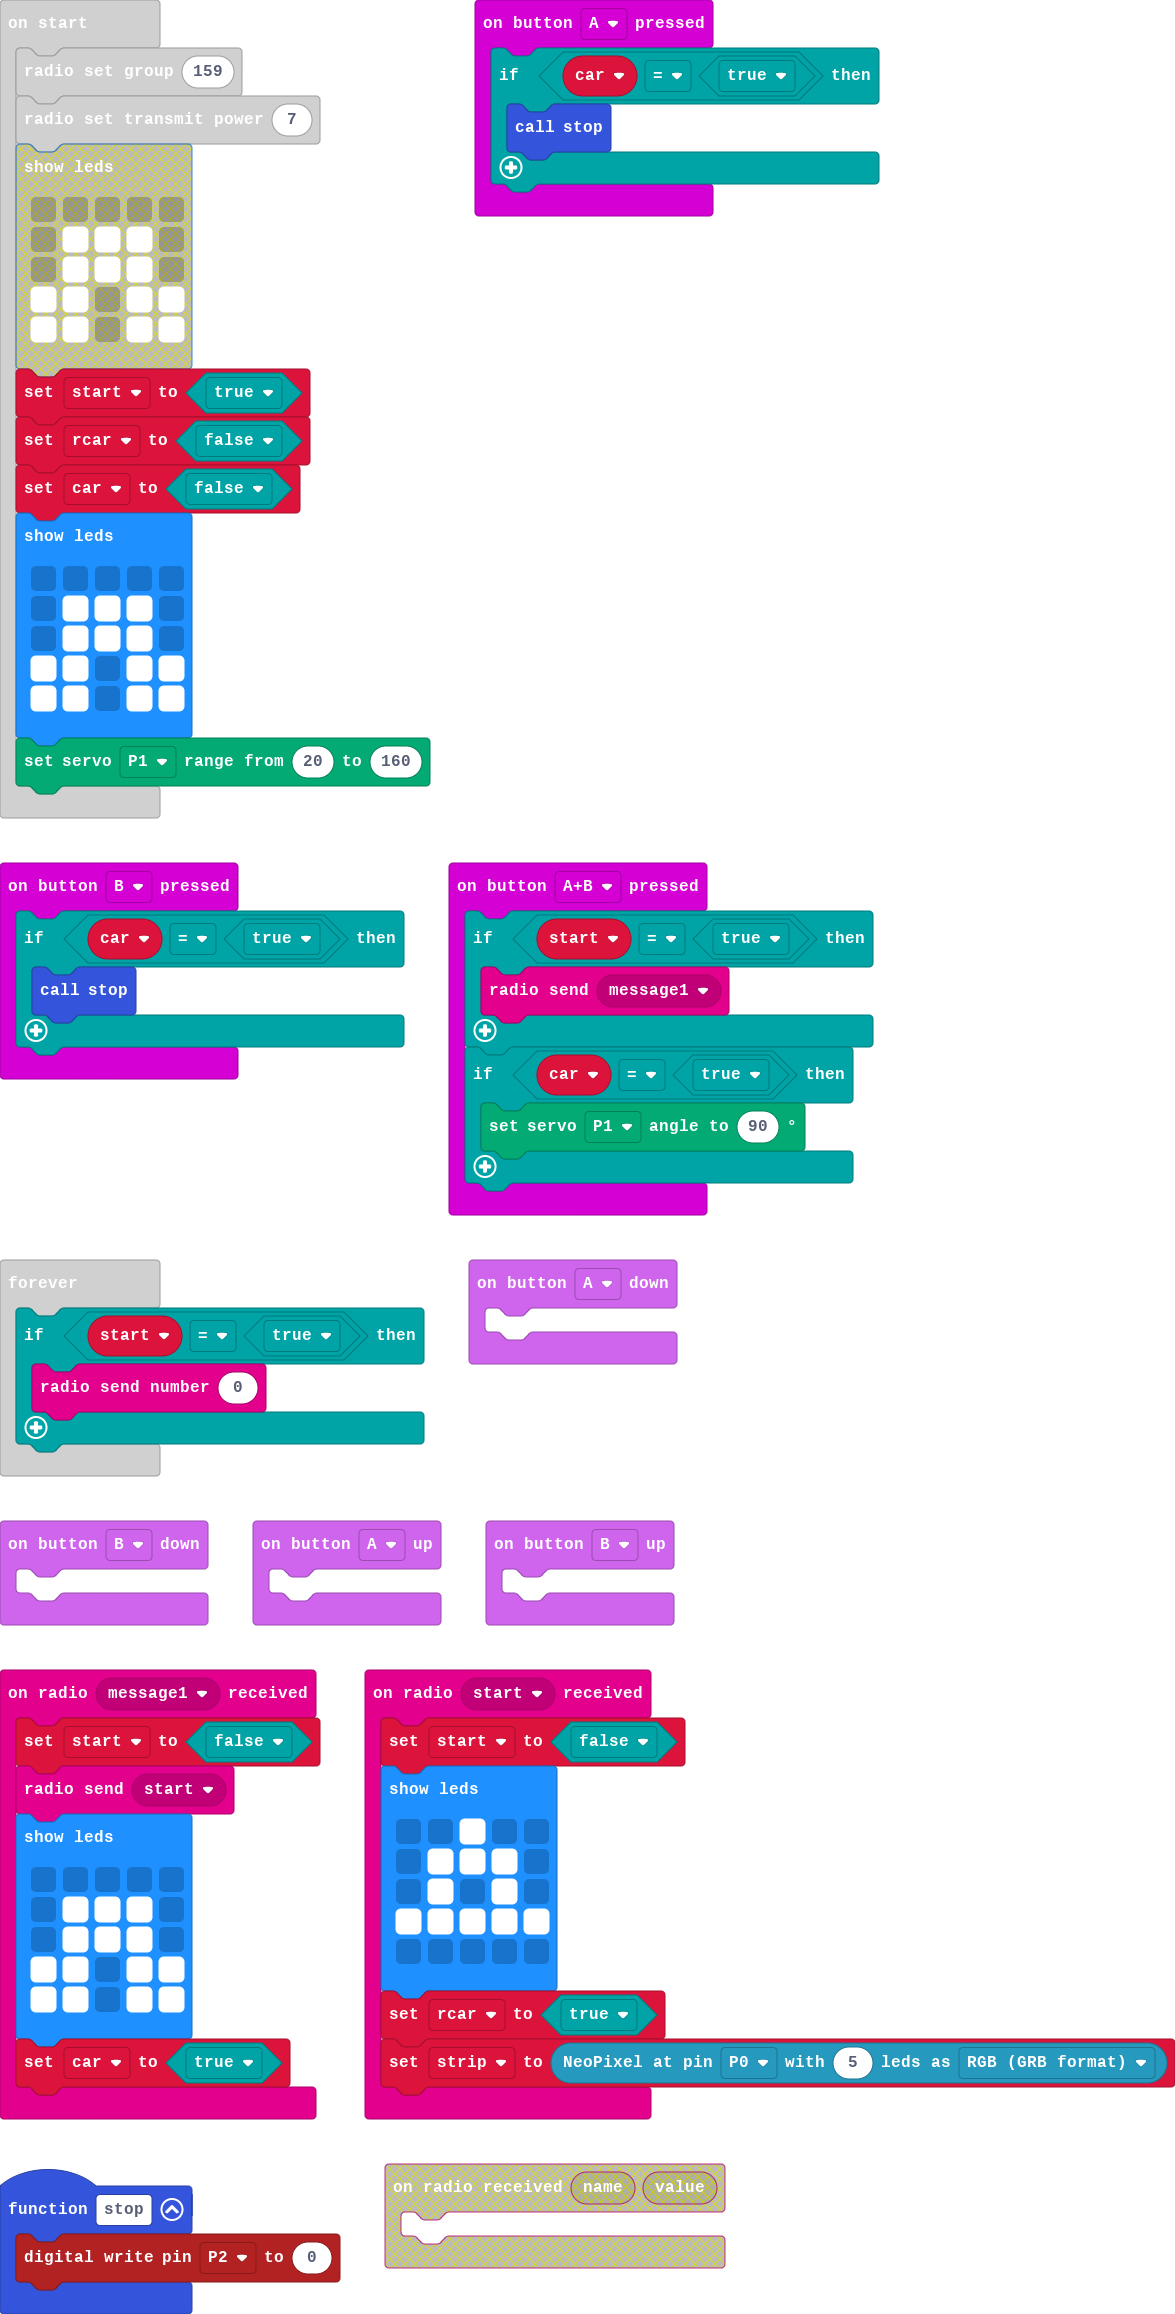 on start
radio set group 159
radio set transmit power 7
show leds
set start to true
set rcar to false
set car to false
show leds
set servo P1 range from 20 to 160
on button A pressed
if car = true then
call stop
on button B pressed
if car = true then
call stop
on button A+B pressed
if start = true then
radio send message1
if car = true then
set servo P1 angle to 90 °
forever
if start = true then
radio send number 0
on button A down
on button B down
on button A up
on button B up
on radio message1 received
set start to false
radio send start
show leds
set car to true
on radio start received
set start to false
show leds
set rcar to true
set strip to NeoPixel at pin P0 with 5 leds as RGB (GRB format)
function stop
digital write pin P2 to 0
on radio received name value